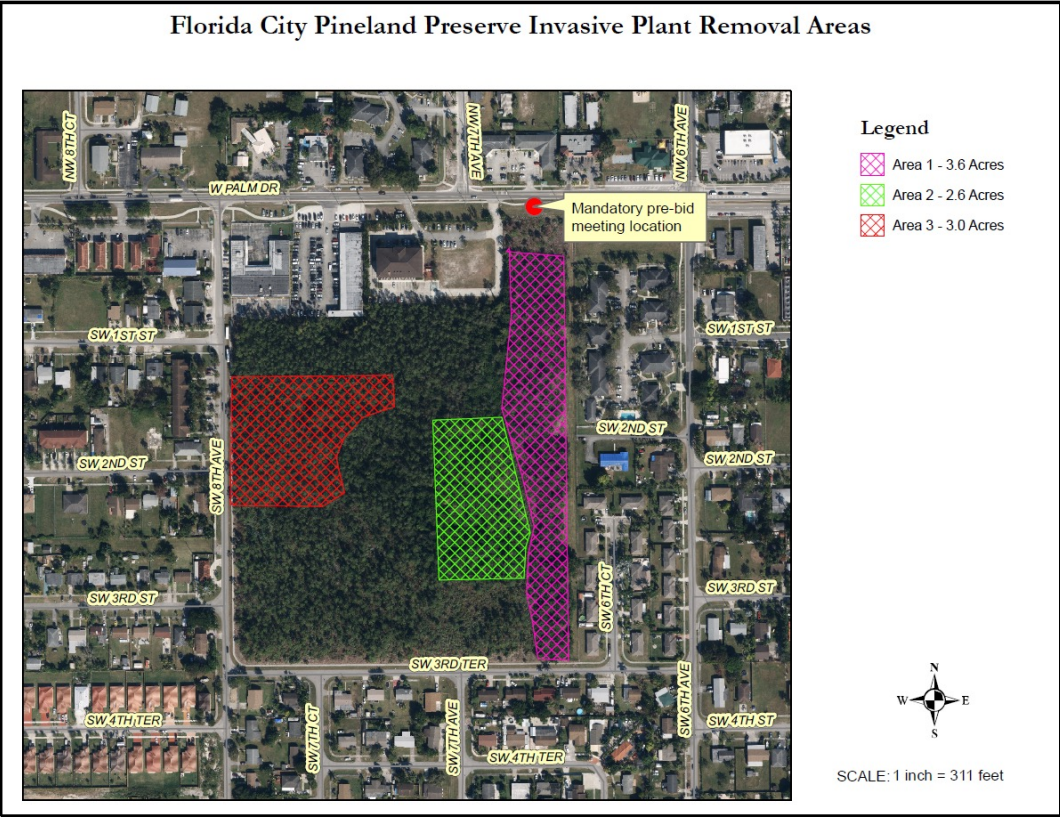 Florida City Pineland Preserve Invasive Plant Removal Areas
NW 8TH CT
NW 7TH AVE
NW 6TH AVE
W PALM DR
Mandatory pre-bid
meeting location
SW 1ST ST
SW 1ST ST
SW 2ND ST
SW 8TH AVE
SW 2ND ST
SW 2ND ST
SW 3RD ST
SW 6TH CT
SW 3RD ST
SW 3RD TER
SW 4TH TER
SW 7TH CT
SW 7TH AVE
SW 4TH TER
SW 6TH AVE
SW 4TH ST
Legend
Area 1 - 3.6 Acres
Area 2 - 2.6 Acres
Area 3 - 3.0 Acres
N
W E
S
SCALE: 1 inch = 311 feet